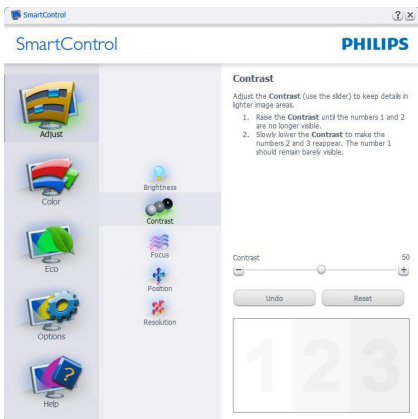 SmartControl
SmartControl
PHILIPS
Adjust
Color
Eco
Options
Help
Brightness
Contrast
Focus
Position
Resolution
Contrast
Adjust the Contrast (use the slider) to keep details in
lighter image areas.
1. Raise the Contrast until the numbers 1 and 2
are no longer visible.
2. Slowly lower the Contrast to make the
numbers 2 and 3 reappear. The number 1
should remain barely visible.
Contrast 50
Undo Reset
1 2 3